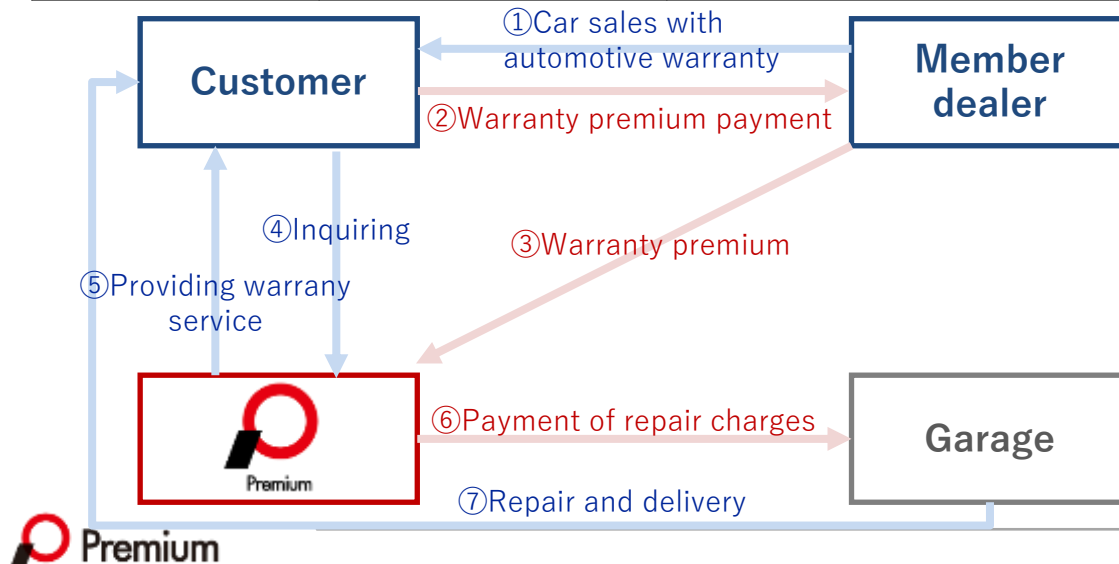 ①Car sales with
automotive warranty
Customer
Member
dealer
②Warranty premium payment
④Inquiring
③Warranty premium
⑤Providing warrany
service
Premium
⑥Payment of repair charges
Garage
⑦Repair and delivery
Premium